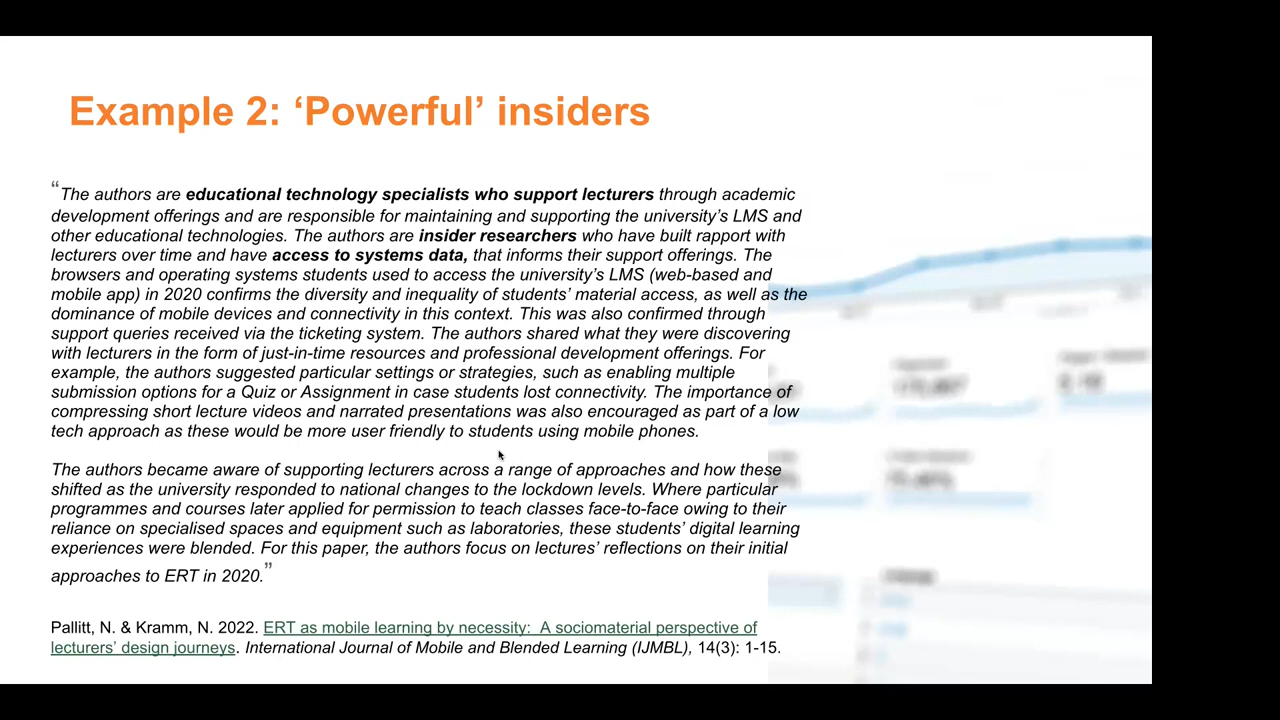 Example 2: ‘Powerful’ insiders
“The authors are educational technology specialists who support lecturers through academic
development offerings and are responsible for maintaining and supporting the university’s LMS and
other educational technologies. The authors are insider researchers who have built rapport with
lecturers over time and have access to systems data, that informs their support offerings. The
browsers and operating systems students used to access the university’s LMS (web-based and
mobile app) in 2020 confirms the diversity and inequality of students’ material access, as well as the
dominance of mobile devices and connectivity in this context. This was also confirmed through
support queries received via the ticketing system. The authors shared what they were discovering
with lecturers in the form of just-in-time resources and professional development offerings. For
example, the authors suggested particular settings or strategies, such as enabling multiple
submission options for a Quiz or Assignment in case students lost connectivity. The importance of
compressing short lecture videos and narrated presentations was also encouraged as part of a low
tech approach as these would be more user friendly to students using mobile phones.
The authors became aware of supporting lecturers across a range of approaches and how these
shifted as the university responded to national changes to the lockdown levels. Where particular
programmes and courses later applied for permission to teach classes face-to-face owing to their
reliance on specialised spaces and equipment such as laboratories, these students’ digital learning
experiences were blended. For this paper, the authors focus on lectures’ reflections on their initial
approaches to ERT in 2020.”
Pallitt, N. & Kramm, N. 2022. ERT as mobile learning by necessity: A sociomaterial perspective of
lecturers’ design journeys. International Journal of Mobile and Blended Learning (IJMBL), 14(3): 1-15.